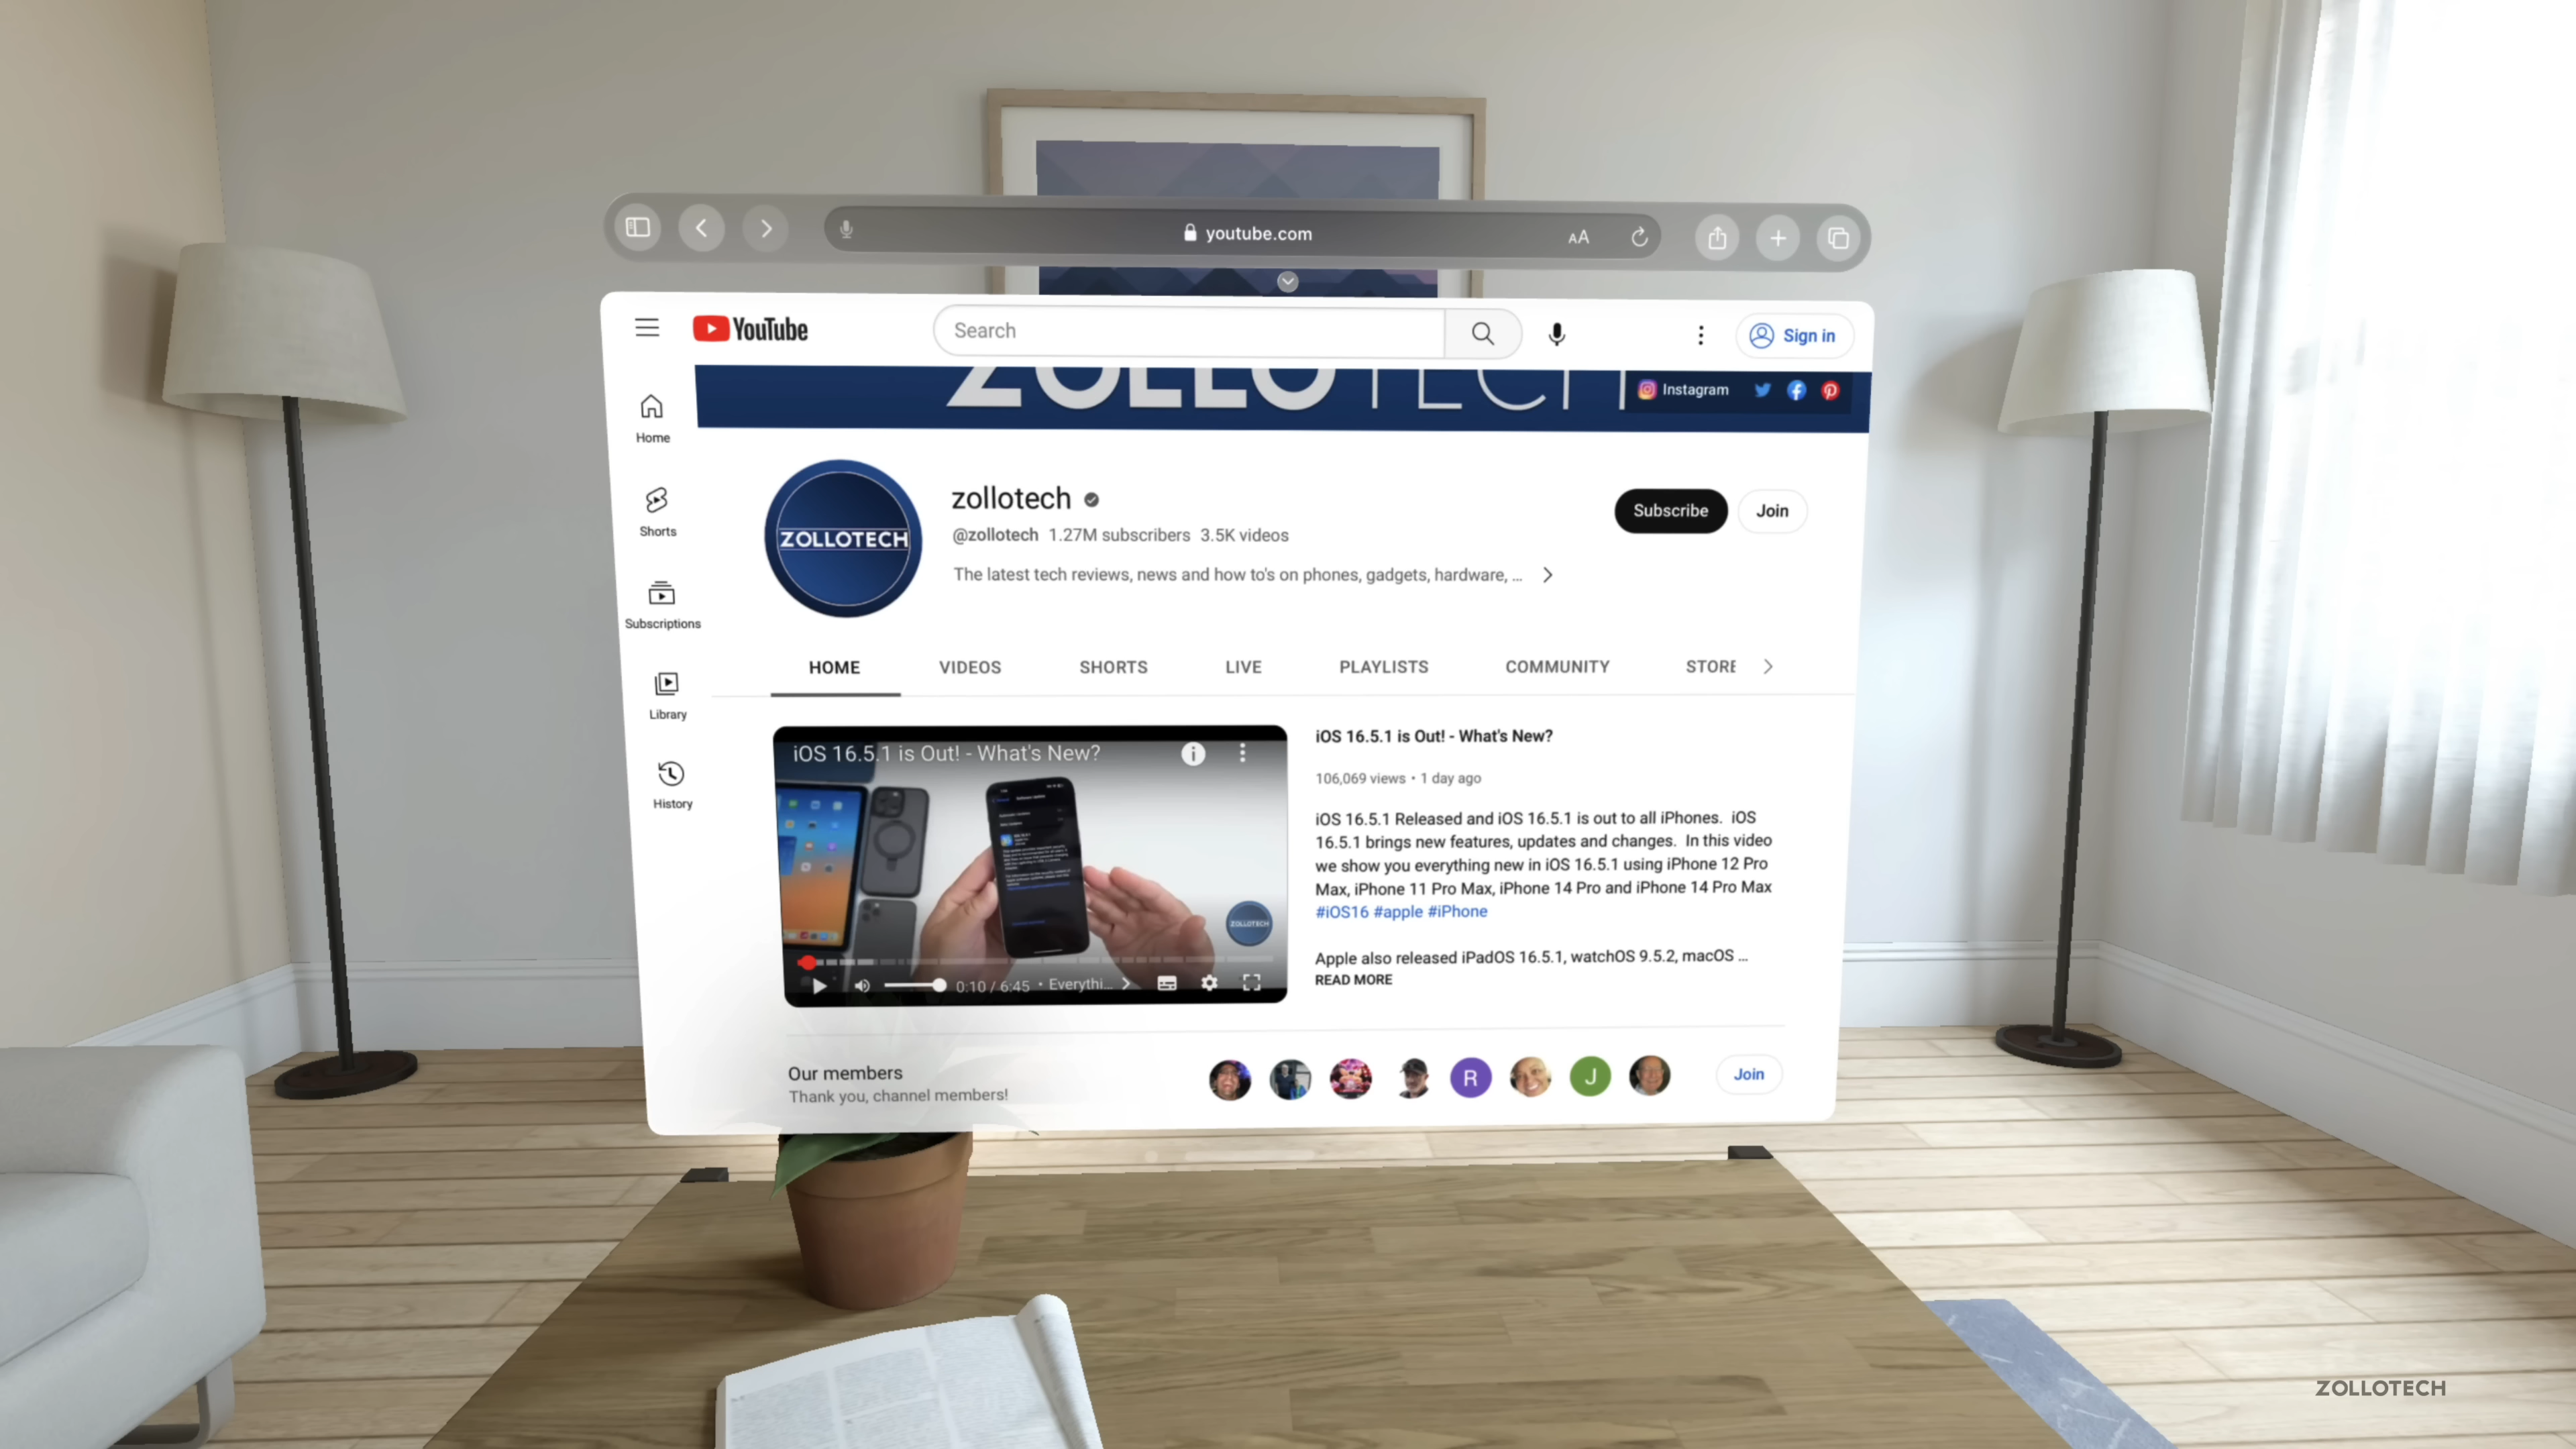 youtube.com
AA
YouTube
Search
Sign in
ZOLLOTECH
Instagram
Home
Shorts
Subscriptions
Library
History
ZOLLOTECH
zollotech
@zollotech 1.27M subscribers 3.5K videos
The latest tech reviews, news and how to's on phones, gadgets, hardware, ...
Subscribe
Join
HOME
VIDEOS
SHORTS
LIVE
PLAYLISTS
COMMUNITY
STORE
iOS 16.5.1 is Out! - What's New?
ZOLLOTECH
0:10 / 6:45 • Everythi...
iOS 16.5.1 is Out! - What's New?
106,069 views • 1 day ago
iOS 16.5.1 Released and iOS 16.5.1 is out to all iPhones. iOS
16.5.1 brings new features, updates and changes. In this video
we show you everything new in iOS 16.5.1 using iPhone 12 Pro
Max, iPhone 11 Pro Max, iPhone 14 Pro and iPhone 14 Pro Max
#iOS16 #apple #iPhone
Apple also released iPadOS 16.5.1, watchOS 9.5.2, macOS ...
READ MORE
Our members
Thank you, channel members!
R
J
Join
ZOLLOTECH